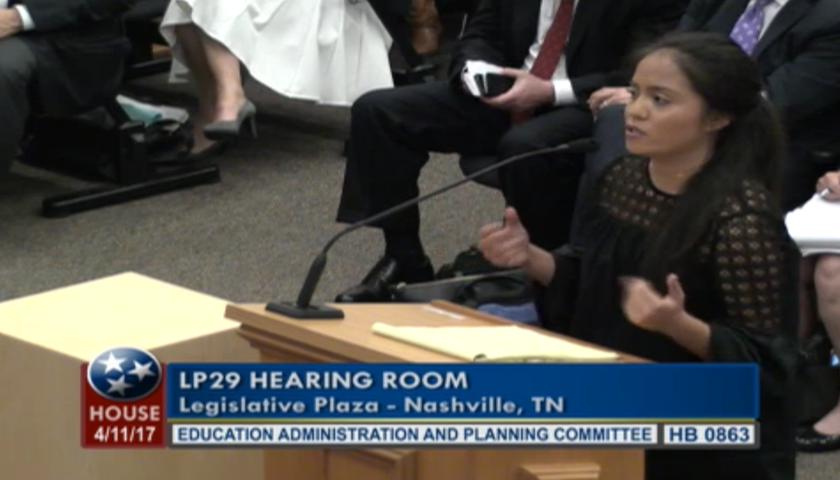 LP29 HEARING ROOM
Legislative Plaza - Nashville, TN
HOUSE
4/11/17
EDUCATION ADMINISTRATION AND PLANNING COMMITTEE HB 0863